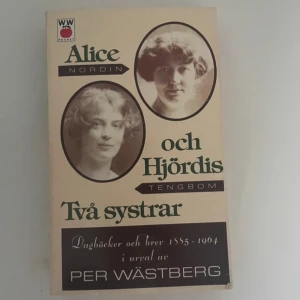 WW
Alice
NORDIN
och
Hjördis
TENGBOM
Två systrar
Dagböcker och brev 1885-1964
i urval av
PER WÄSTBERG